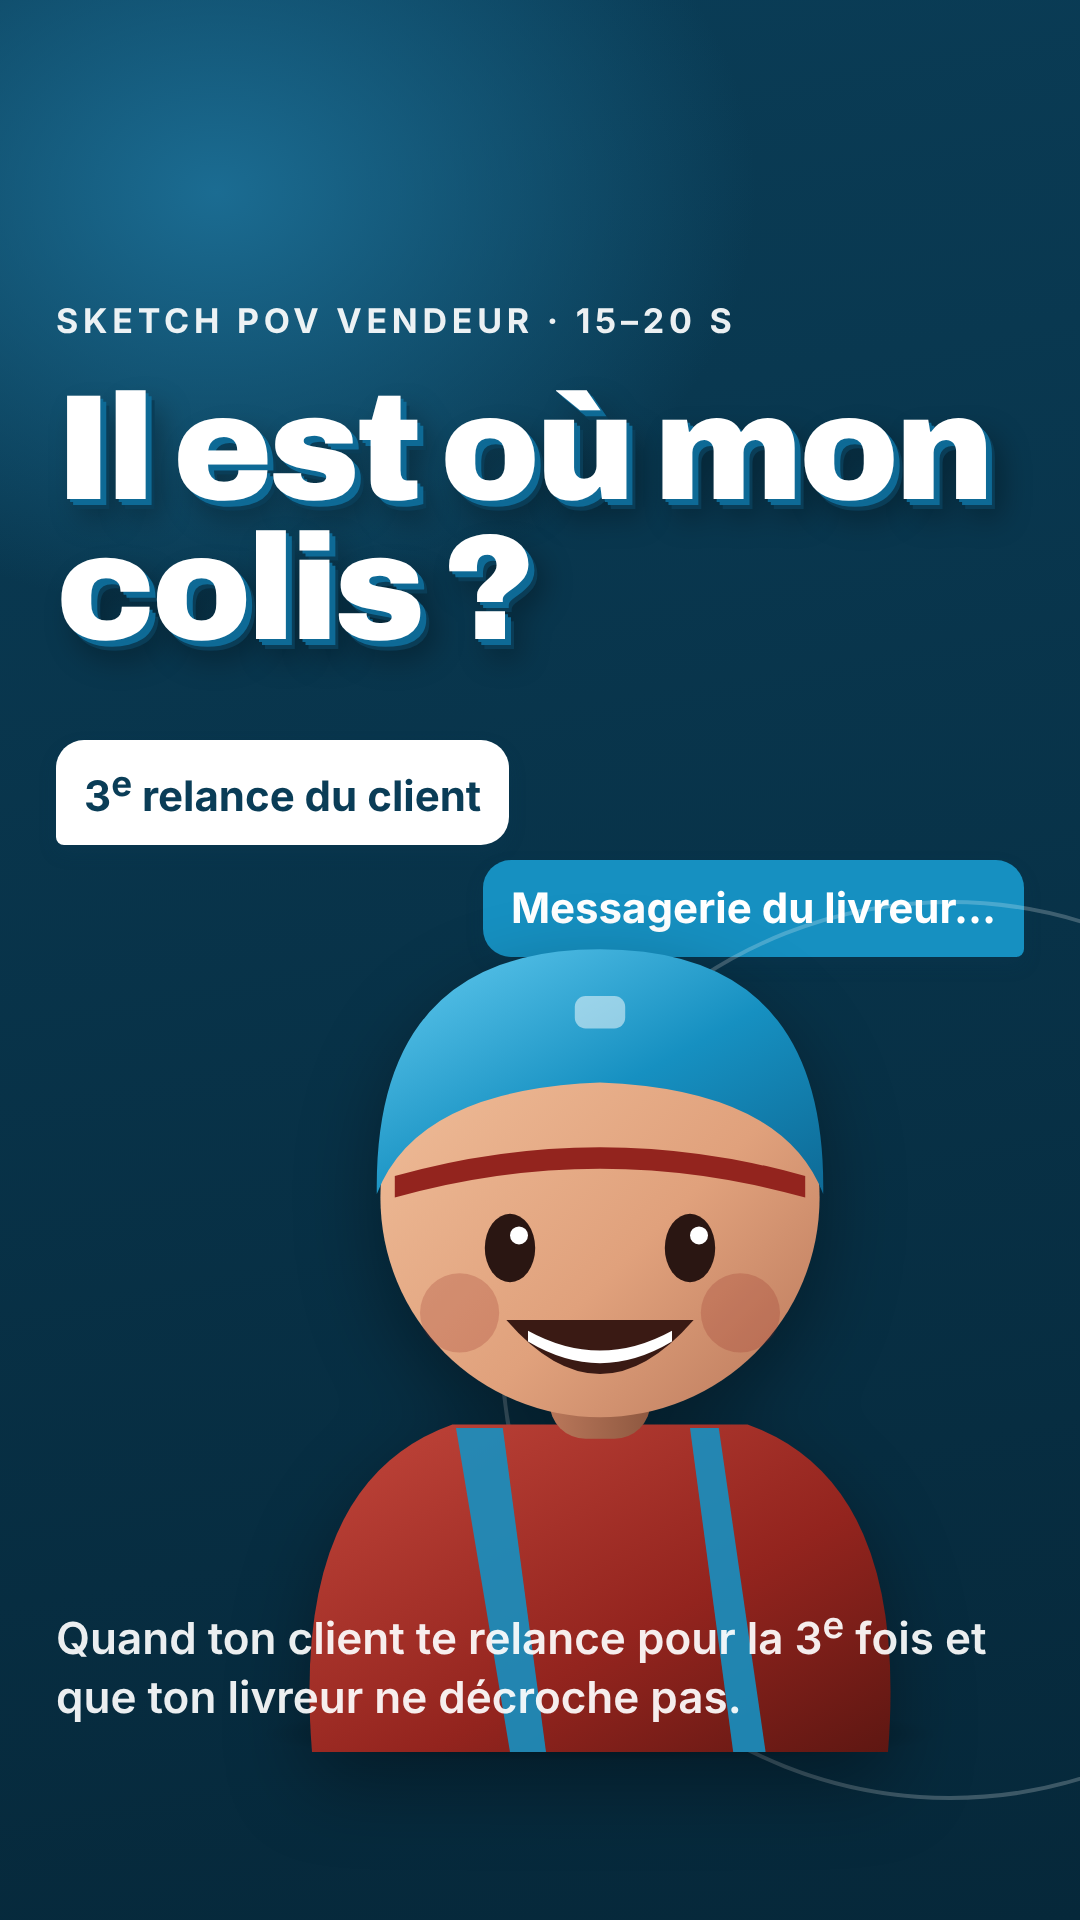 SKETCH POV VENDEUR · 15–20 S
Il est où mon
colis ?
3e relance du client
Messagerie du livreur...
Quand ton client te relance pour la 3e fois et
que ton livreur ne décroche pas.